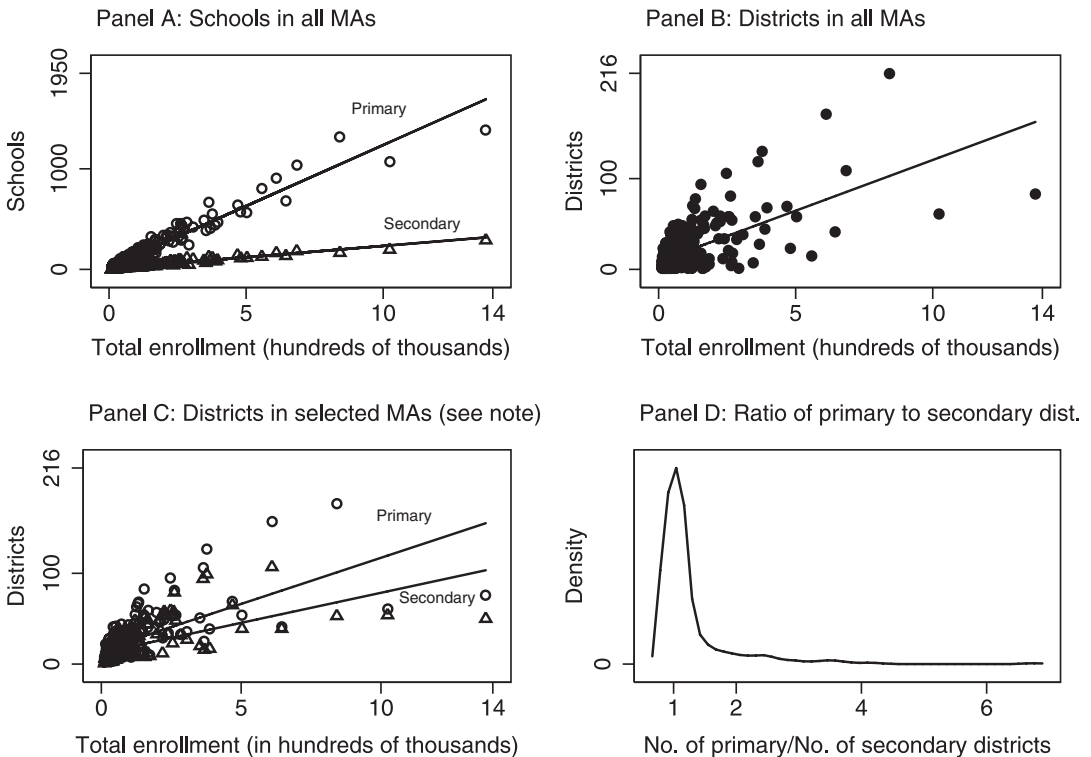 Panel A: Schools in all MAs
Schools
1950
1000
0
Primary
Secondary
0 5 10 14
Total enrollment (hundreds of thousands)
Panel B: Districts in all MAs
Districts
216
100
0
0 5 10 14
Total enrollment (hundreds of thousands)
Panel C: Districts in selected MAs (see note)
Districts
216
100
0
Primary
Secondary
0 5 10 14
Total enrollment (in hundreds of thousands)
Panel D: Ratio of primary to secondary dist.
Density
0
1 2 4 6
No. of primary/No. of secondary districts